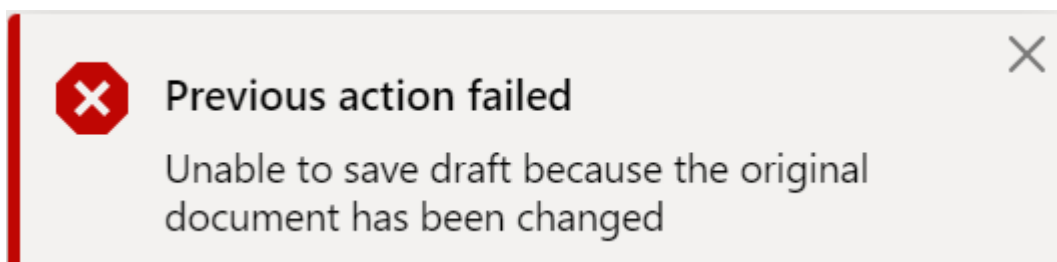 Previous action failed
Unable to save draft because the original
document has been changed